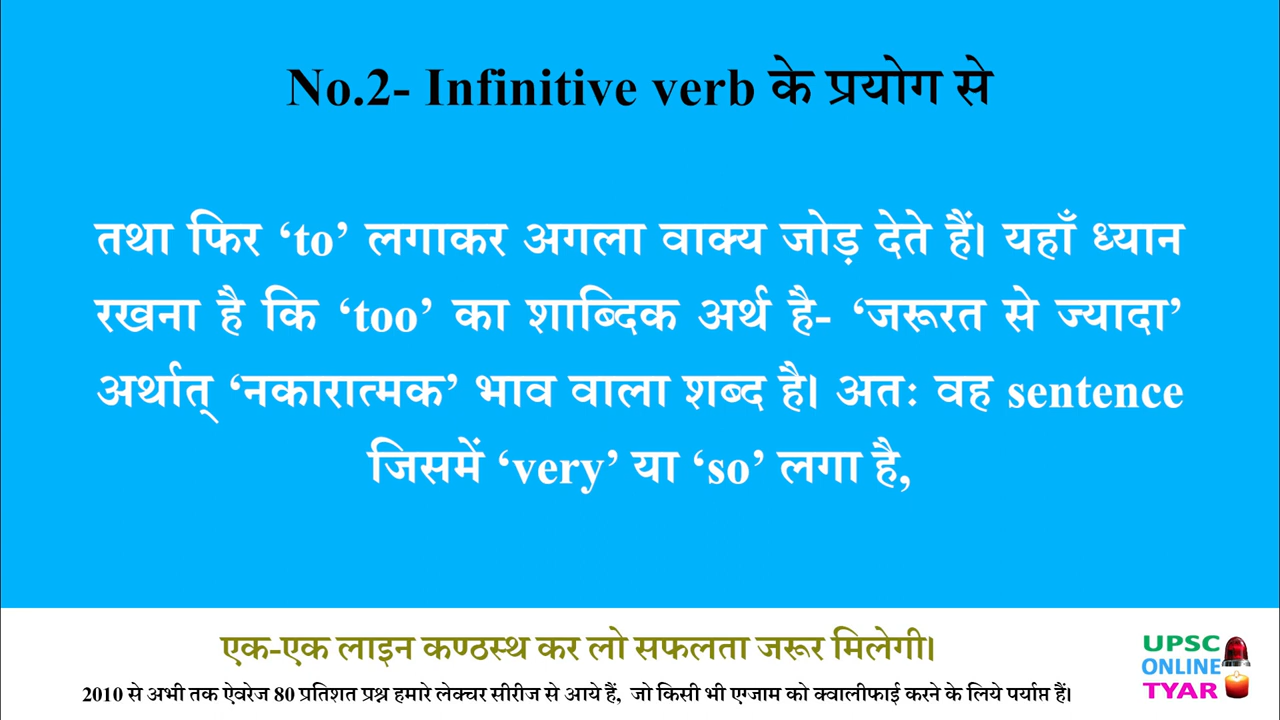 No.2- Infinitive verb के प्रयोग से
तथा फिर ‘to’ लगाकर अगला वाक्य जोड़ देते हैं। यहाँ ध्यान
रखना है कि ‘too’ का शाब्दिक अर्थ है- ‘जरूरत से ज्यादा’
अर्थात् ‘नकारात्मक’ भाव वाला शब्द है। अतः वह sentence
जिसमें ‘very’ या ‘so’ लगा है,
एक-एक लाइन कण्ठस्थ कर लो सफलता जरूर मिलेगी।
2010 से अभी तक ऐवरेज 80 प्रतिशत प्रश्न हमारे लेक्चर सीरीज से आये हैं, जो किसी भी एग्जाम को क्वालीफाई करने के लिये पर्याप्त हैं।
UPSC
ONLINE
TYAR